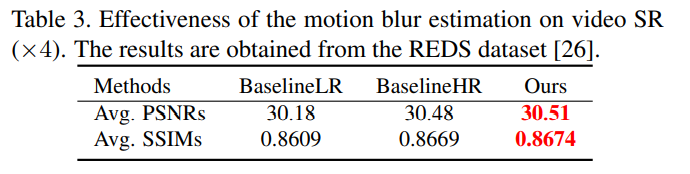 Table 3. Effectiveness of the motion blur estimation on video SR
(×4). The results are obtained from the REDS dataset [26].
Methods BaselineLR BaselineHR Ours
Avg. PSNRs 30.18 30.48 30.51
Avg. SSIMs 0.8609 0.8669 0.8674